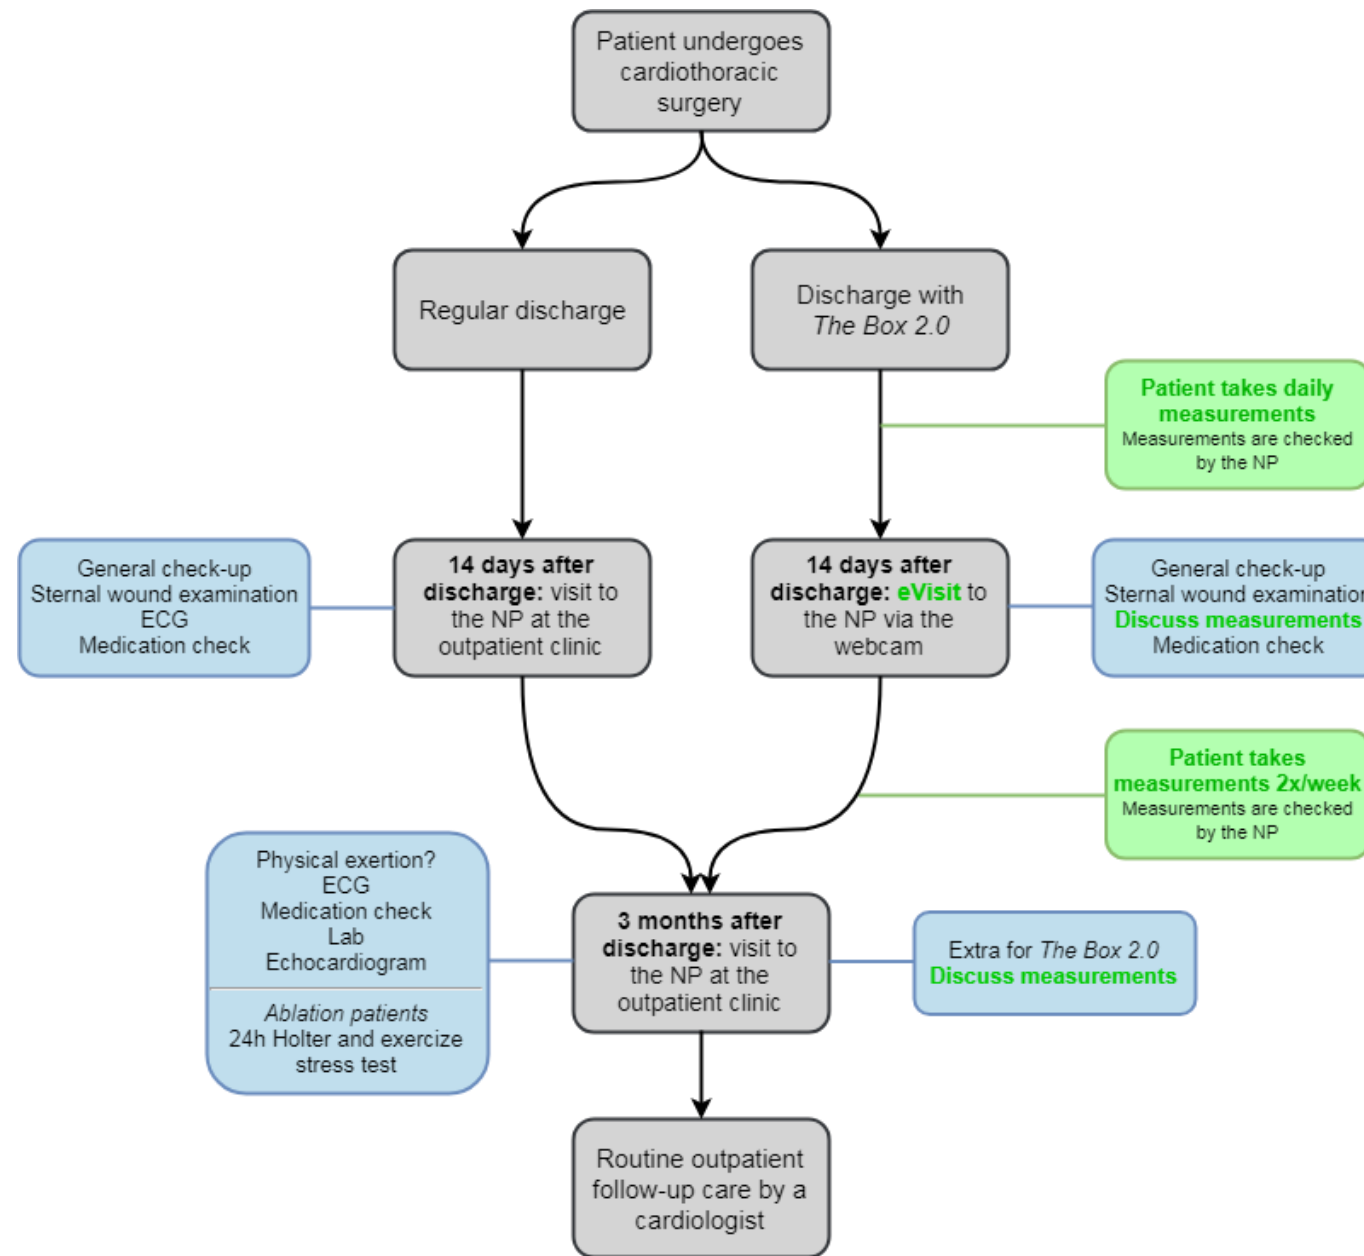 Patient undergoes
cardiothoracic
surgery
Regular discharge
Discharge with
The Box 2.0
Patient takes daily
measurements
Measurements are checked
by the NP
General check-up
Sternal wound examination
ECG
Medication check
14 days after
discharge: visit to
the NP at the
outpatient clinic
14 days after
discharge: eVisit to
the NP via the
webcam
General check-up
Sternal wound examination
Discuss measurements
Medication check
Patient takes
measurements 2x/week
Measurements are checked
by the NP
Physical exertion?
ECG
Medication check
Lab
Echocardiogram
Ablation patients
24h Holter and exercize
stress test
3 months after
discharge: visit to
the NP at the
outpatient clinic
Extra for The Box 2.0
Discuss measurements
Routine outpatient
follow-up care by a
cardiologist